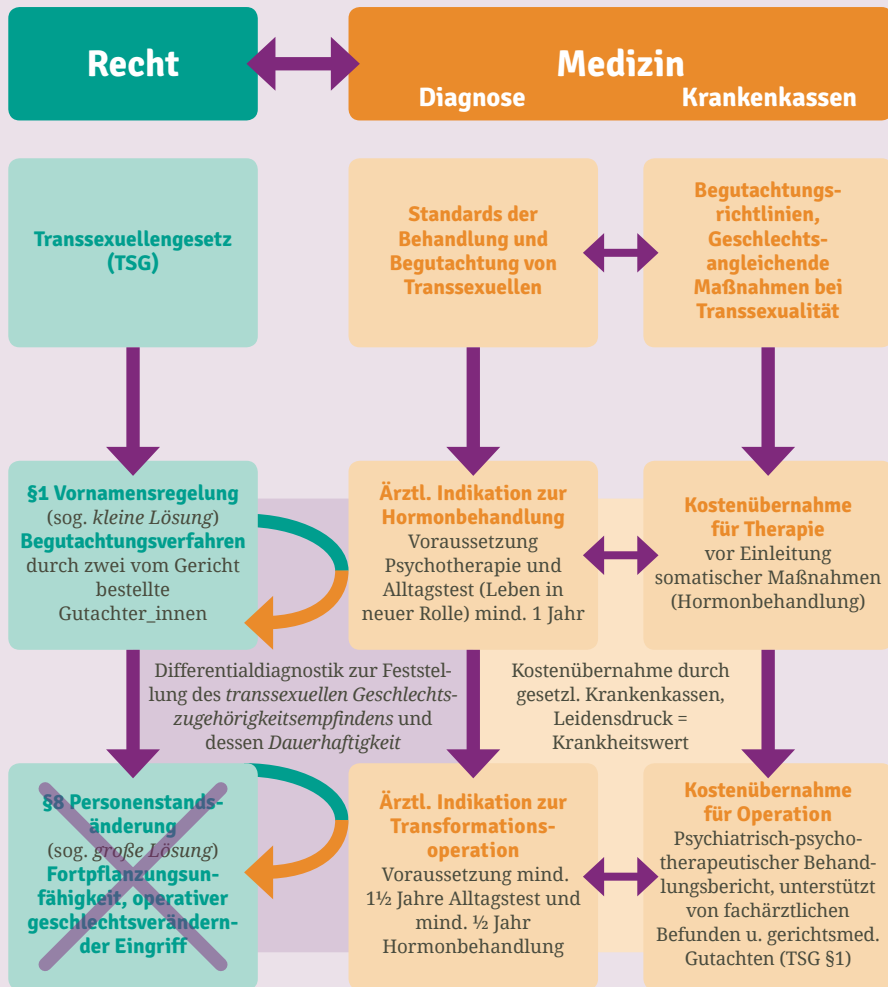 Recht
Medizin
Diagnose
Krankenkassen
Transsexuellengesetz
(TSG)
Standards der
Behandlung und
Begutachtung von
Transsexuellen
Begutachtungs-
richtlinien,
Geschlechts-
angleichende
Maßnahmen bei
Transsexualität
§1 Vornamensregelung
(sog. kleine Lösung)
Begutachtungsverfahren
durch zwei vom Gericht
bestellte
Gutachter_innen
Ärztl. Indikation zur
Hormonbehandlung
Voraussetzung
Psychotherapie und
Alltagstest (Leben in
neuer Rolle) mind. 1 Jahr
Kostenübernahme
für Therapie
vor Einleitung
somatischer Maßnahmen
(Hormonbehandlung)
Differentialdiagnostik zur Feststel-
lung des transsexuellen Geschlechts-
zugehörigkeitsempfindens und
dessen Dauerhaftigkeit
Kostenübernahme durch
gesetzl. Krankenkassen,
Leidensdruck =
Krankheitswert
§8 Personenstands-
änderung
(sog. große Lösung)
Fortpflanzungsun-
fähigkeit, operativer
geschlechtsverändern-
der Eingriff
Ärztl. Indikation zur
Transformations-
operation
Voraussetzung mind.
1½ Jahre Alltagstest und
mind. ½ Jahr
Hormonbehandlung
Kostenübernahme
für Operation
Psychiatrisch-psycho-
therapeutischer Behand-
lungsbericht, unterstützt
von fachärztlichen
Befunden u. gerichtsmed.
Gutachten (TSG §1)